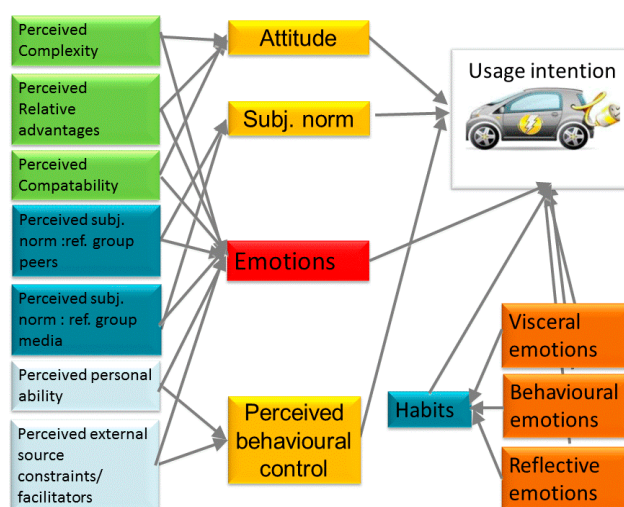 Perceived
Complexity
Perceived
Relative
advantages
Perceived
Compatability
Perceived subj.
norm :ref. group
peers
Perceived subj.
norm : ref. group
media
Perceived personal
ability
Perceived external
source
constraints/
facilitators
Attitude
Subj. norm
Emotions
Perceived
behavioural
control
Usage intention
Habits
Visceral
emotions
Behavioural
emotions
Reflective
emotions